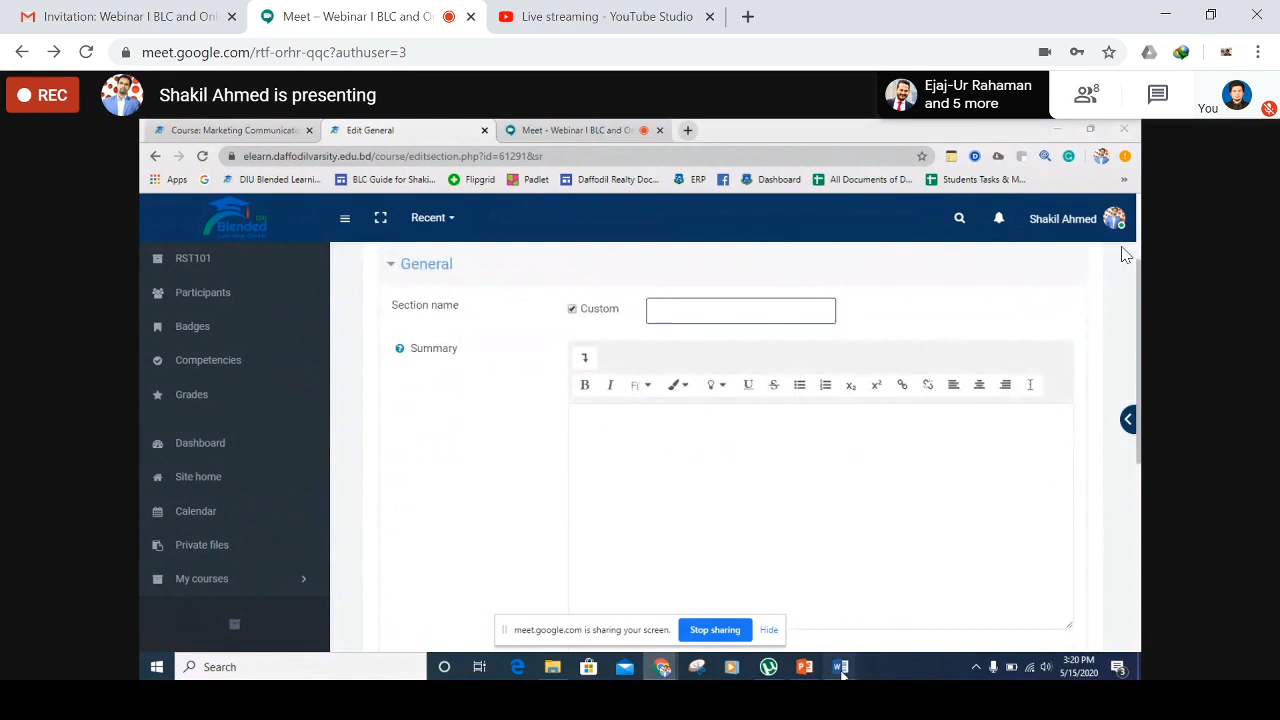 Invitation: Webinar I BLC and Onl
Meet – Webinar I BLC and O
Live streaming - YouTube Studio
meet.google.com/rtf-orhr-qqc?authuser=3
REC
Shakil Ahmed is presenting
Ejaj-Ur Rahaman
and 5 more
8
You
Course: Marketing Communicati
Edit General
Meet - Webinar I BLC and O
elearn.daffodilvarsity.edu.bd/course/editsection.php?id=61291&sr
Apps
DIU Blended Learni...
BLC Guide for Shaki...
Flipgrid
Padlet
Daffodil Realty Doc...
ERP
Dashboard
All Documents of D...
Students Tasks & M...
DIU
Blended
Recent
Shakil Ahmed
RST101
Participants
Badges
Competencies
Grades
Dashboard
Site home
Calendar
Private files
My courses
General
Section name
Custom
Summary
meet.google.com is sharing your screen.
Stop sharing
Hide
Search
3:20 PM
5/15/2020
3